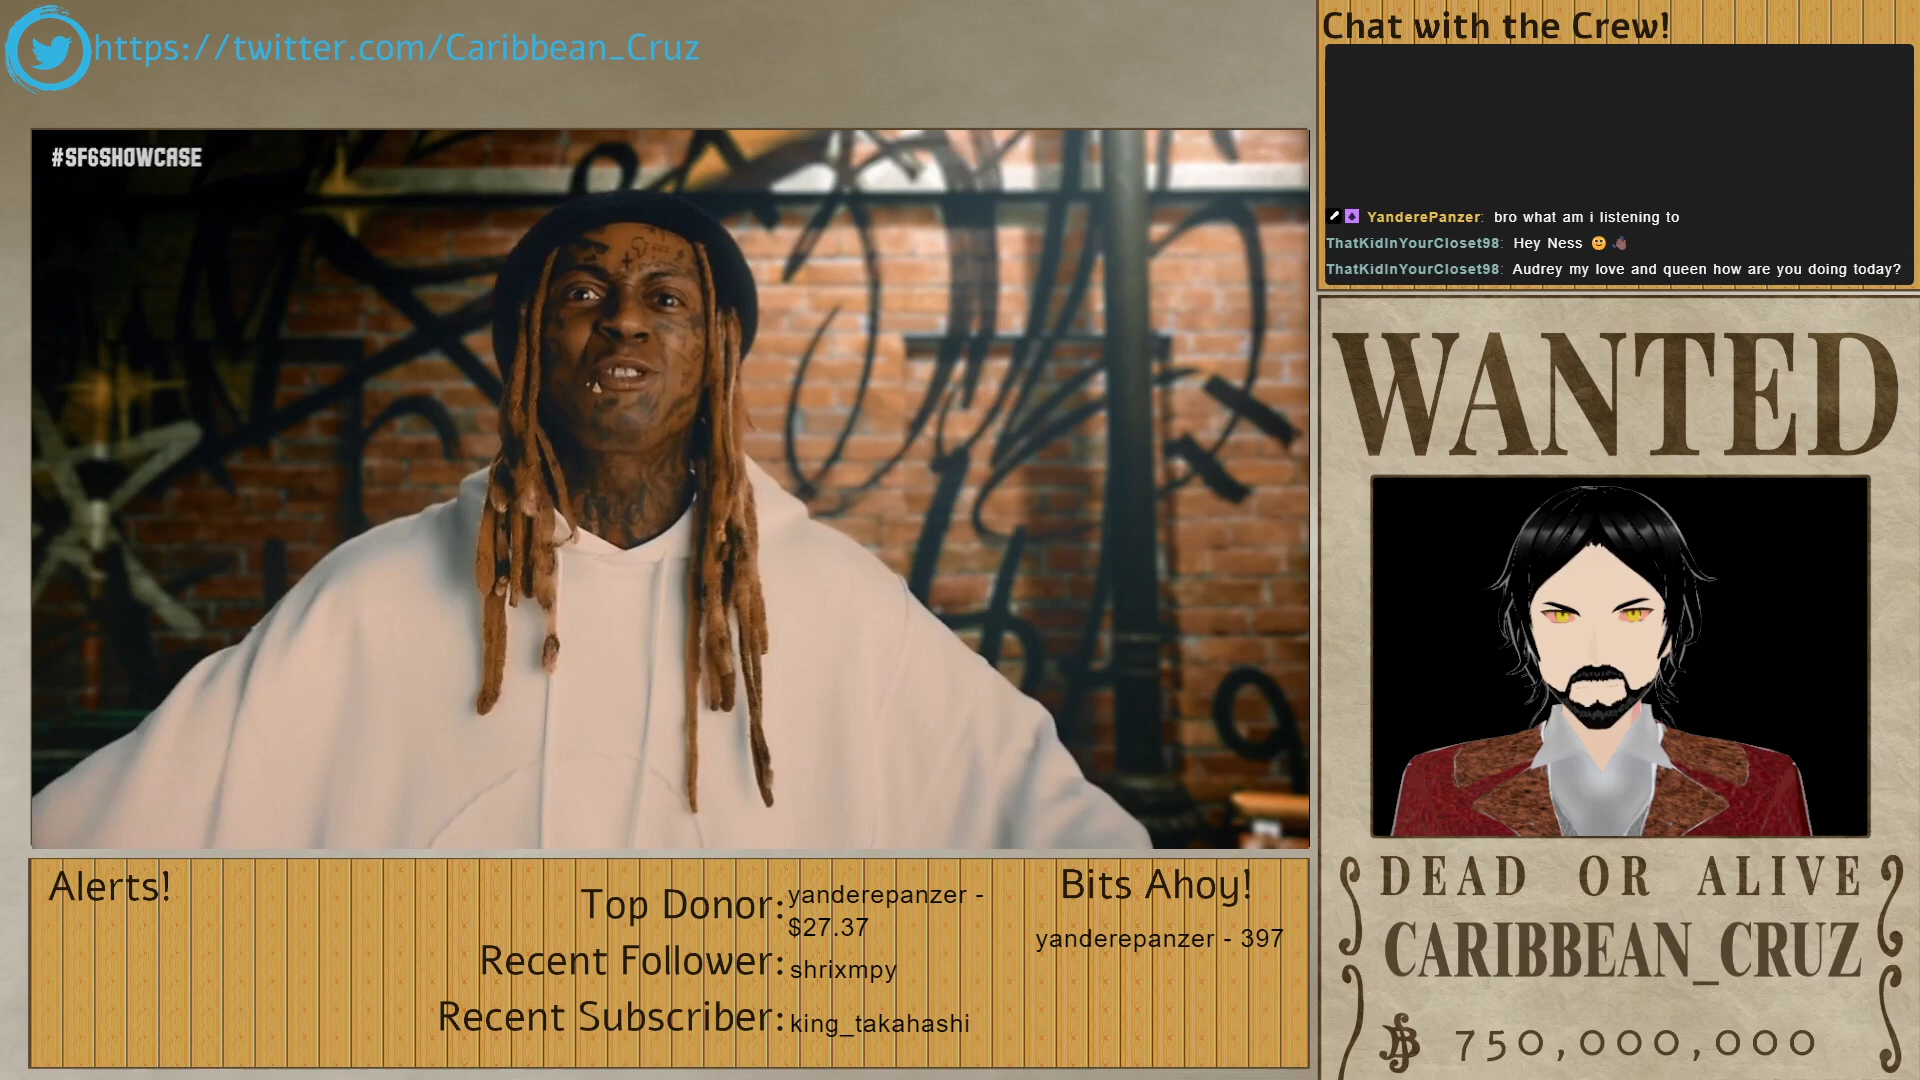 https://twitter.com/Caribbean_Cruz
#SF6SHOWCASE
Chat with the Crew!
YanderePanzer: bro what am i listening to
ThatKidInYourCloset98: Hey Ness
ThatKidInYourCloset98: Audrey my love and queen how are you doing today?
WANTED
DEAD OR ALIVE
CARIBBEAN_CRUZ
750,000,000
Alerts!
Top Donor: yanderepanzer -
$27.37
Recent Follower: shrixmpy
Recent Subscriber: king_takahashi
Bits Ahoy!
yanderepanzer - 397